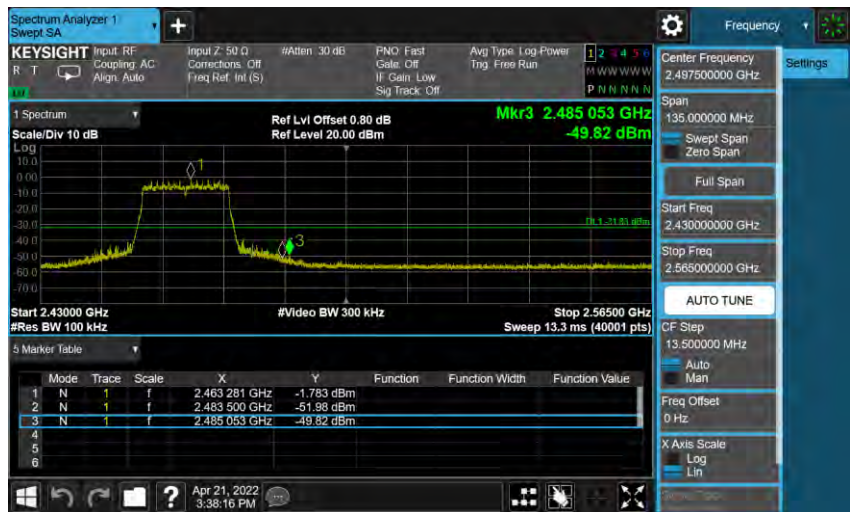 Spectrum Analyzer 1
Swept SA
Frequency
KEYSIGHT
R T
Input: RF
Coupling: AC
Align: Auto
Input Z: 50 Ω
Corrections: Off
Freq Ref: Int (S)
#Atten: 30 dB
PNO: Fast
Gate: Off
IF Gain: Low
Sig Track: Off
Avg Type: Log-Power
Trig: Free Run
1 2 3 4 5 6
M W W W W W
P N N N N N
1 Spectrum
Scale/Div 10 dB
Ref Lvl Offset 0.80 dB
Ref Level 20.00 dBm
Mkr3 2.485 053 GHz
-49.82 dBm
Log
10.0
0.00
-10.0
-20.0
-30.0
-40.0
-50.0
-60.0
-70.0
1
3
Start 2.43000 GHz
#Res BW 100 kHz
#Video BW 300 kHz
Stop 2.56500 GHz
Sweep 13.3 ms (40001 pts)
5 Marker Table
Mode Trace Scale X Y Function Function Width Function Value
1 N 1 f 2.463 281 GHz -1.783 dBm
2 N 1 f 2.483 500 GHz -51.98 dBm
3 N 1 f 2.485 053 GHz -49.82 dBm
4
5
6
Apr 21, 2022
3:38:16 PM
Center Frequency
2.497500000 GHz
Settings
Span
135.000000 MHz
Swept Span
Zero Span
Full Span
Start Freq
2.430000000 GHz
Stop Freq
2.565000000 GHz
AUTO TUNE
CF Step
13.500000 MHz
Auto
Man
Freq Offset
0 Hz
X Axis Scale
Log
Lin